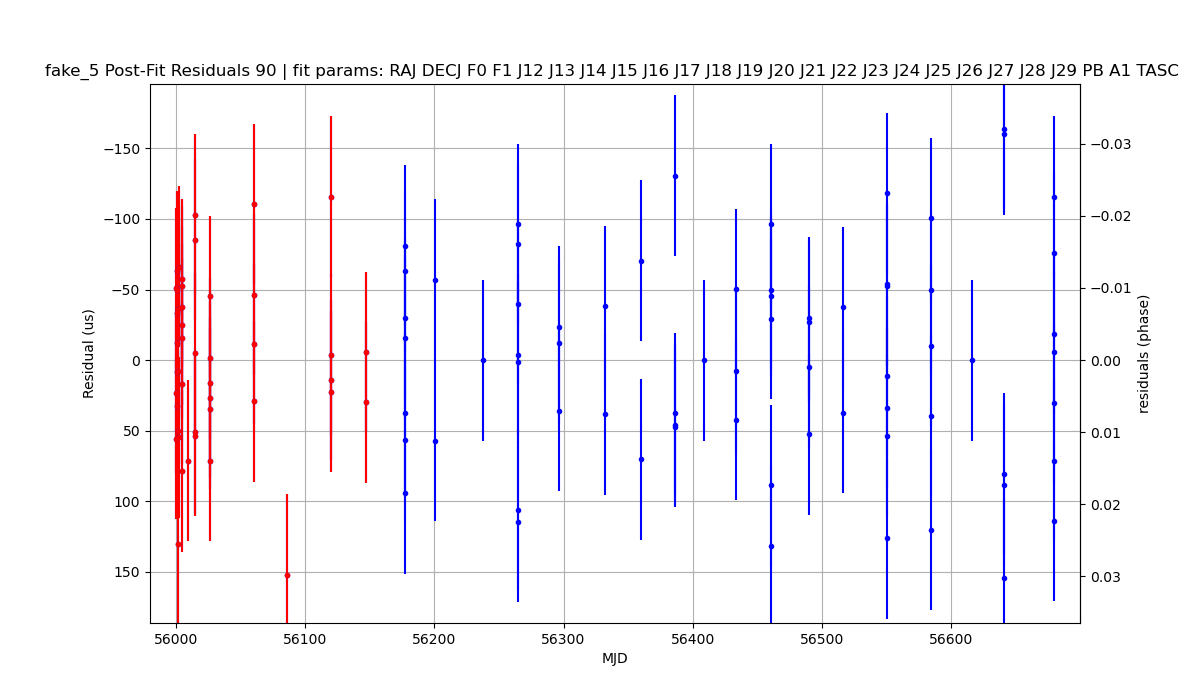 fake_5 Post-Fit Residuals 90 | fit params: RAJ DECJ F0 F1 J12 J13 J14 J15 J16 J17 J18 J19 J20 J21 J22 J23 J24 J25 J26 J27 J28 J29 PB A1 TASC
Residual (us)
−150
−100
−50
0
50
100
150
−0.03
−0.02
−0.01
0.00
0.01
0.02
0.03
residuals (phase)
56000 56100 56200 56300 56400 56500 56600
MJD